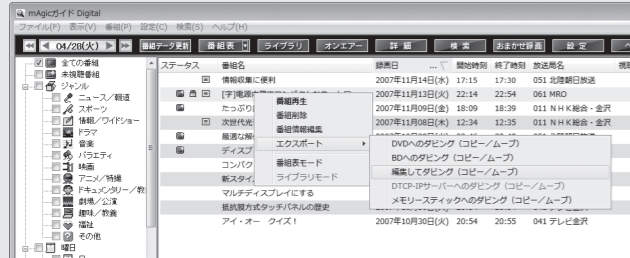 mAgicガイド Digital
ファイル(F) 表示(V) 番組(P) 設定(C) 検索(S) ヘルプ(H)
04/28(火) 番組データ更新 番組表 ライブラリ オンエアー 詳細 検索 おまかせ録画 設定
全ての番組
未視聴番組
ジャンル
ニュース／報道
スポーツ
情報／ワイドショー
ドラマ
音楽
バラエティ
映画
アニメ／特撮
ドキュメンタリー／教
劇場／公演
趣味／教養
福祉
その他
曜日
ステータス 番組名 録画日 ... 開始時刻 終了時刻 放送局名 視聴
情報収集に便利 2007年11月14日(水) 17:15 17:30 051 北陸朝日放送
[字]電源 2007年11月13日(火) 22:14 22:54 061 MRO
たっぷり 2007年11月09日(金) 18:09 18:39 011 ＮＨＫ総合・金沢
次世代光 2007年11月08日(木) 12:34 12:35 011 ＮＨＫ総合・金沢
最適な解
ディスプ
コンパク
新スタイ
マルチディスプレイにする
抵抗膜方式タッチパネルの歴史
アイ・オー クイズ！ 2007年10月30日(火) 20:54 20:55 041 テレビ金沢
番組再生
番組削除
番組情報編集
エクスポート
番組表モード
ライブラリモード
DVDへのダビング（コピー／ムーブ）
BDへのダビング（コピー／ムーブ）
編集してダビング（コピー／ムーブ）
DTCP-IPサーバーへのダビング（コピー／ムーブ）
メモリースティックへのダビング（コピー／ムーブ）